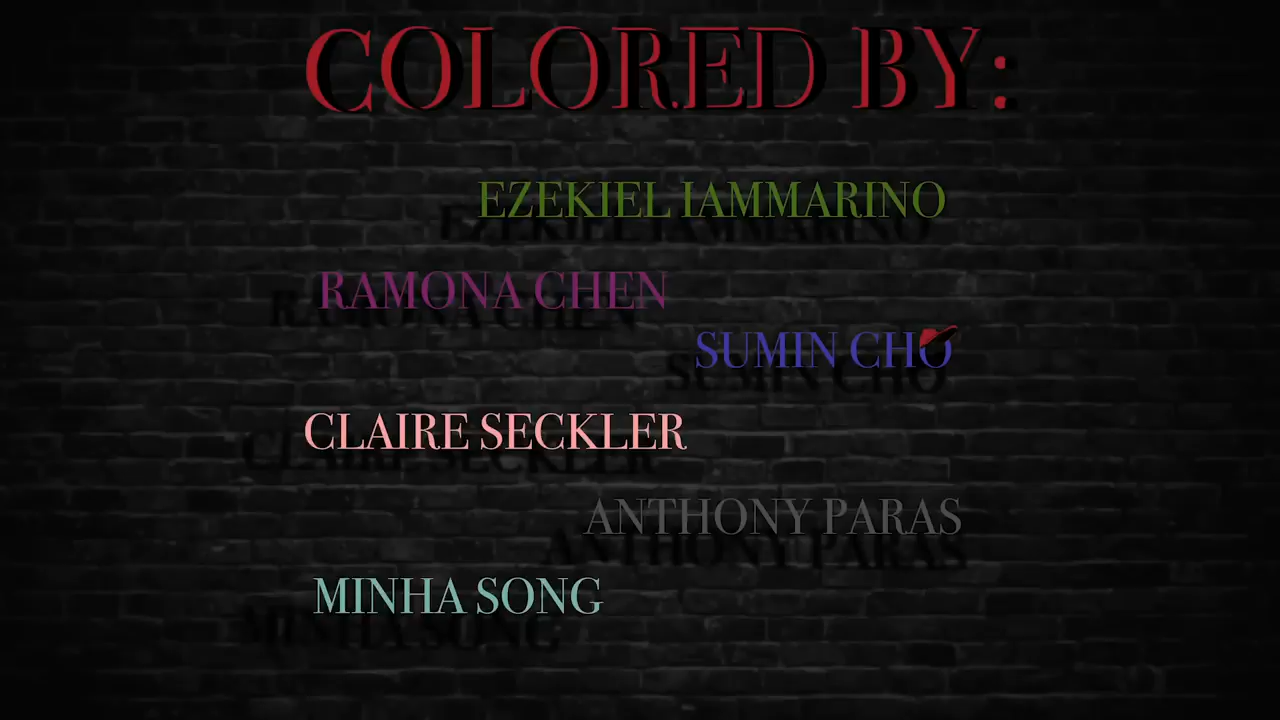 COLORED BY:
EZEKIEL IAMMARINO
RAMONA CHEN
SUMIN CHO
CLAIRE SECKLER
ANTHONY PARAS
MINHA SONG